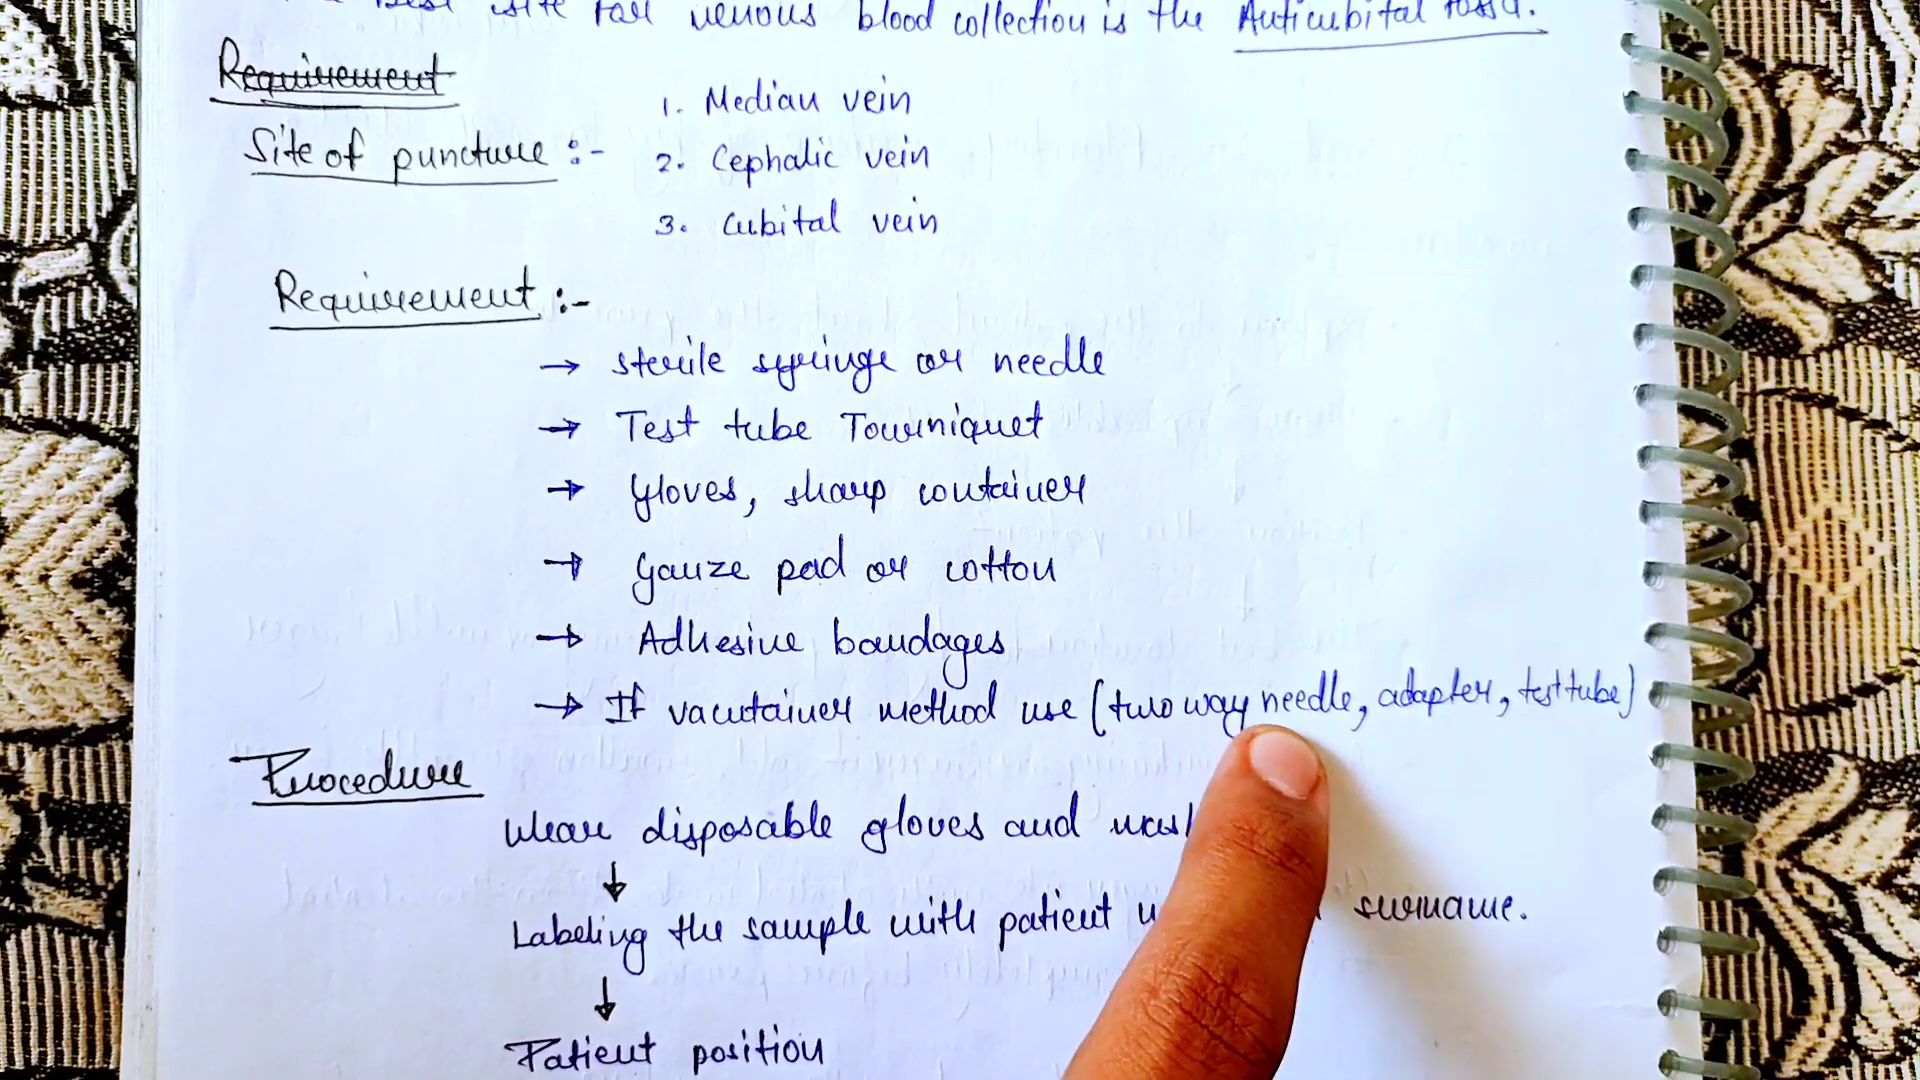 Best site for venous blood collection is the Anticubital fossa.
Requirement
Site of puncture :-
1. Median vein
2. Cephalic vein
3. Cubital vein
Requirement :-
→ sterile syringe or needle
→ Test tube Tourniquet
→ Gloves, sharp container
→ Gauze pad or cotton
→ Adhesive bandages
→ If vacutainer method use (two way needle, adapter, test tube)
Procedure
Wear disposable gloves and
↓
Labeling the sample with patient surname.
↓
Patient position